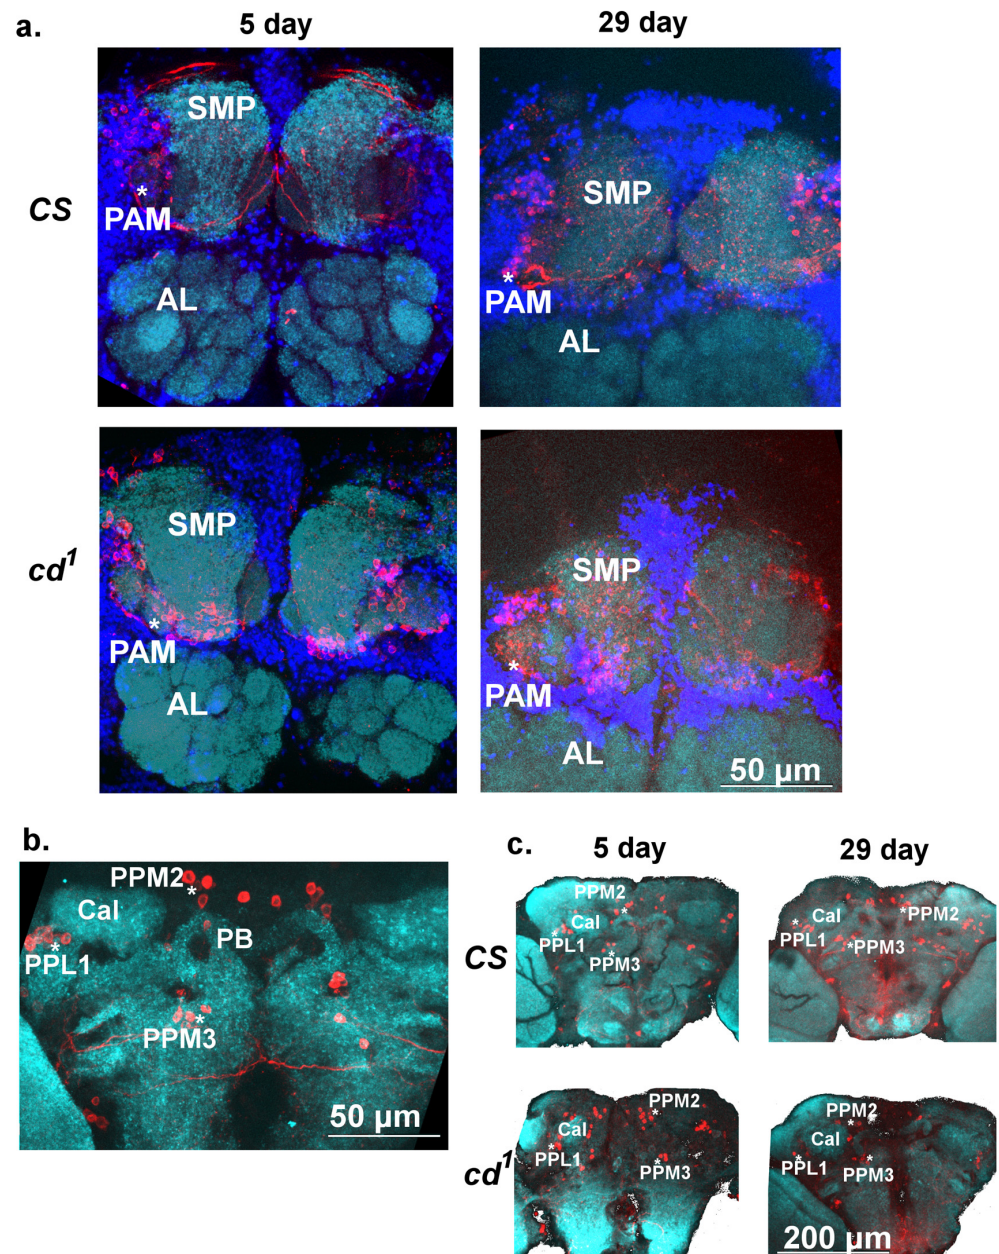 a.
5 day
29 day
CS
SMP
*
PAM
AL
SMP
*
PAM
AL
cd1
SMP
*
PAM
AL
SMP
*
PAM
AL
50 µm
b.
PPM2
*
Cal
PB
*
PPL1
*
PPM3
50 µm
c.
5 day
29 day
CS
PPM2
*
Cal
*
PPL1
*
PPM3
Cal
*
PPM2
*
PPL1
*
PPM3
cd1
PPM2
*
Cal
*
PPL1
*
PPM3
PPM2
*
Cal
*
PPL1
*
PPM3
200 µm